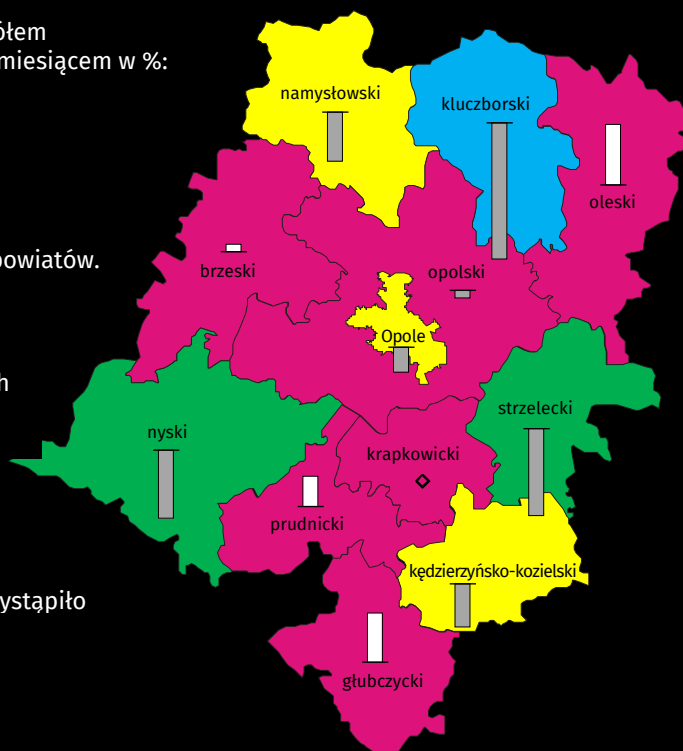 ółem
miesiącem w %:
namysłowski
kluczborski
oleski
brzeski
opolski
powiatów.
Opole
h
strzelecki
nyski
krapkowicki
prudnicki
kędzierzyńsko-kozielski
ystąpiło
głubczycki